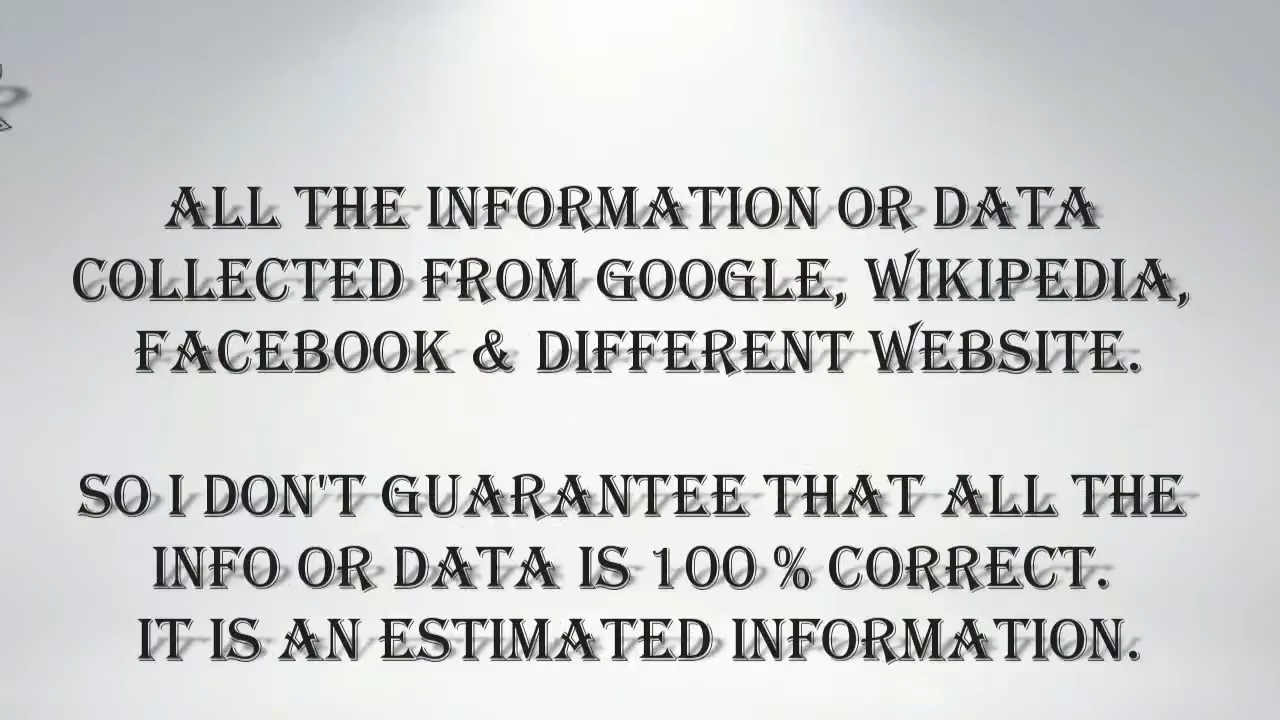 ALL THE INFORMATION OR DATA
COLLECTED FROM GOOGLE, WIKIPEDIA,
FACEBOOK & DIFFERENT WEBSITE.
SO I DON'T GUARANTEE THAT ALL THE
INFO OR DATA IS 100 % CORRECT.
IT IS AN ESTIMATED INFORMATION.